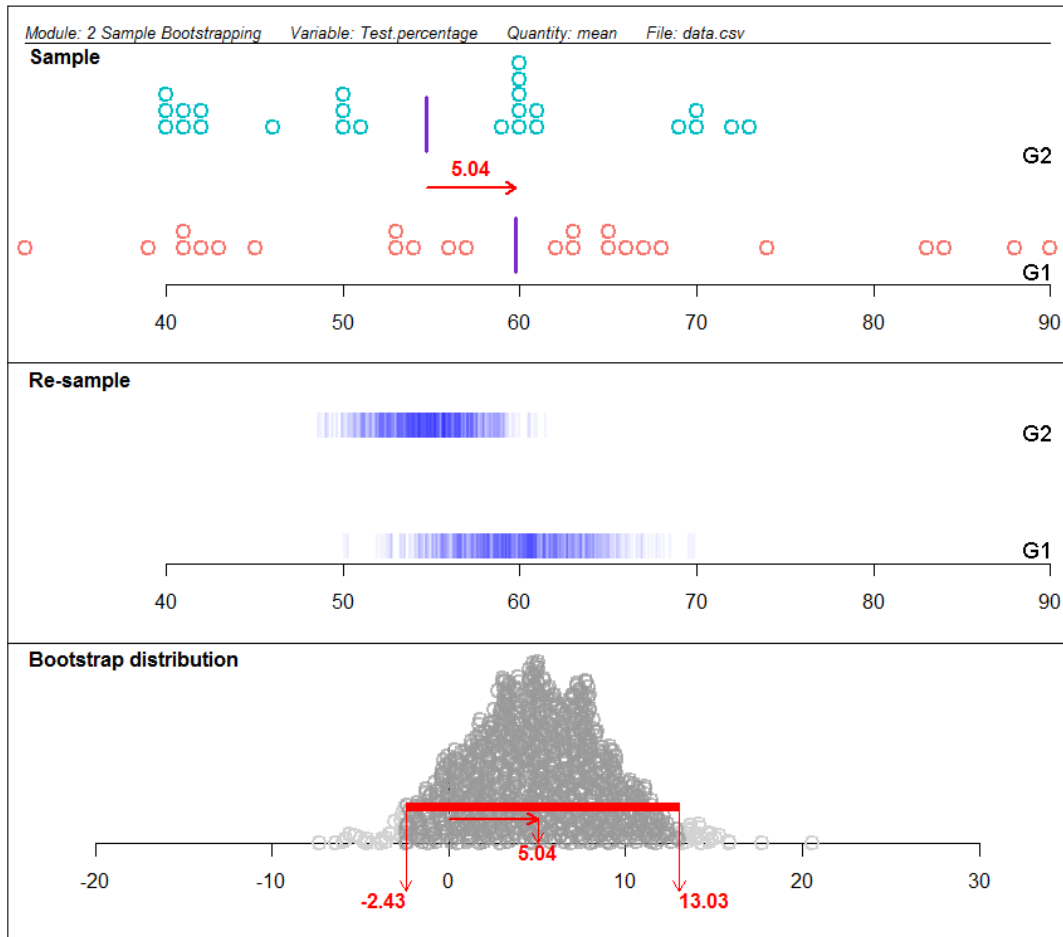 Module: 2 Sample Bootstrapping Variable: Test.percentage Quantity: mean File: data.csv
Sample
G2
5.04
G1
40 50 60 70 80 90
Re-sample
G2
G1
40 50 60 70 80 90
Bootstrap distribution
5.04
-20 -10 0 10 20 30
-2.43 13.03